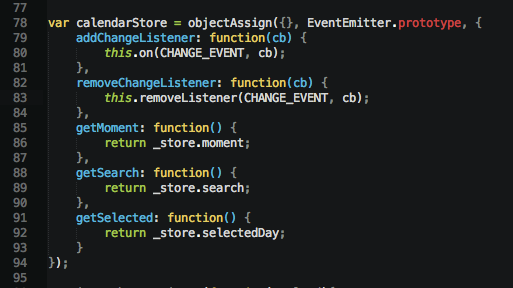 77
78 var calendarStore = objectAssign({}, EventEmitter.prototype, {
79     addChangeListener: function(cb) {
80         this.on(CHANGE_EVENT, cb);
81     },
82     removeChangeListener: function(cb) {
83         this.removeListener(CHANGE_EVENT, cb);
84     },
85     getMoment: function() {
86         return _store.moment;
87     },
88     getSearch: function() {
89         return _store.search;
90     },
91     getSelected: function() {
92         return _store.selectedDay;
93     }
94 });
95